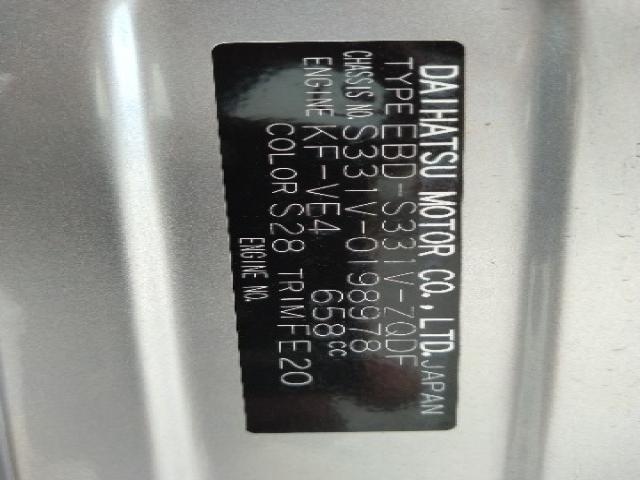 DAIHATSU MOTOR CO., LTD. JAPAN
TYPE EBD-S331V-ZQDF
CHASSIS NO. S331V-0198978
ENGINE KF-VE4 658cc
COLOR S28 TRIM FE20
ENGINE NO.